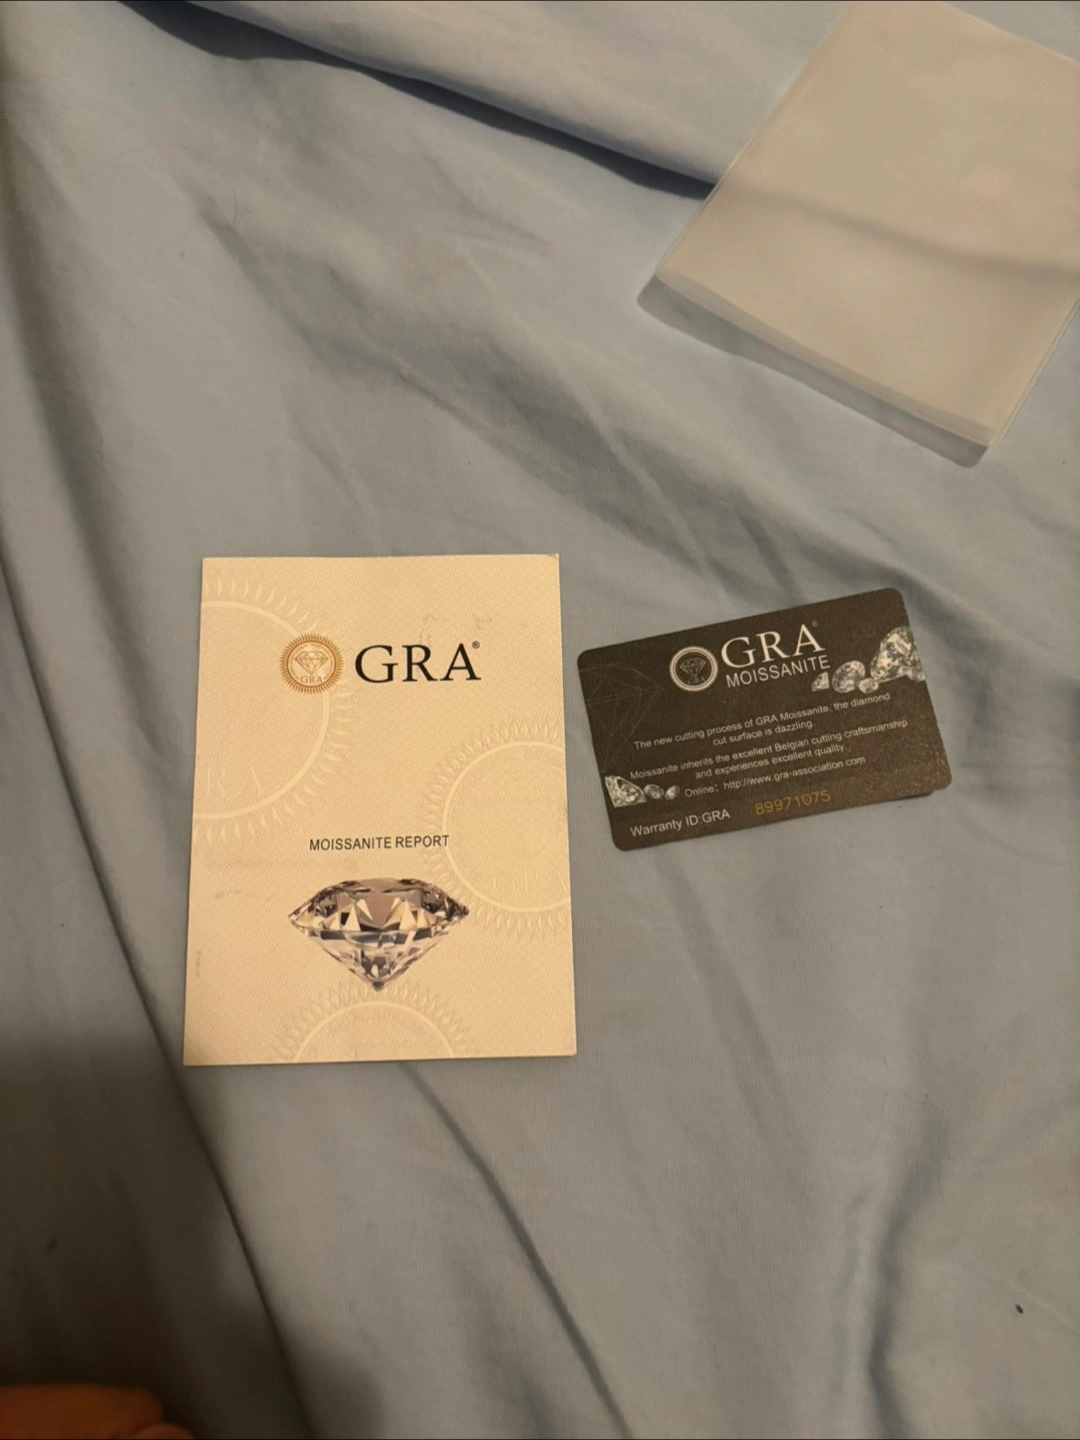 GRA®
GRA
MOISSANITE REPORT
GRA®
MOISSANITE
The new cutting process of GRA Moissanite, the diamond
cut surface is dazzling.
Moissanite inherits the excellent Belgian cutting craftsmanship
and experiences excellent quality.
Online: http://www.gra-association.com
Warranty ID:GRA 89971075